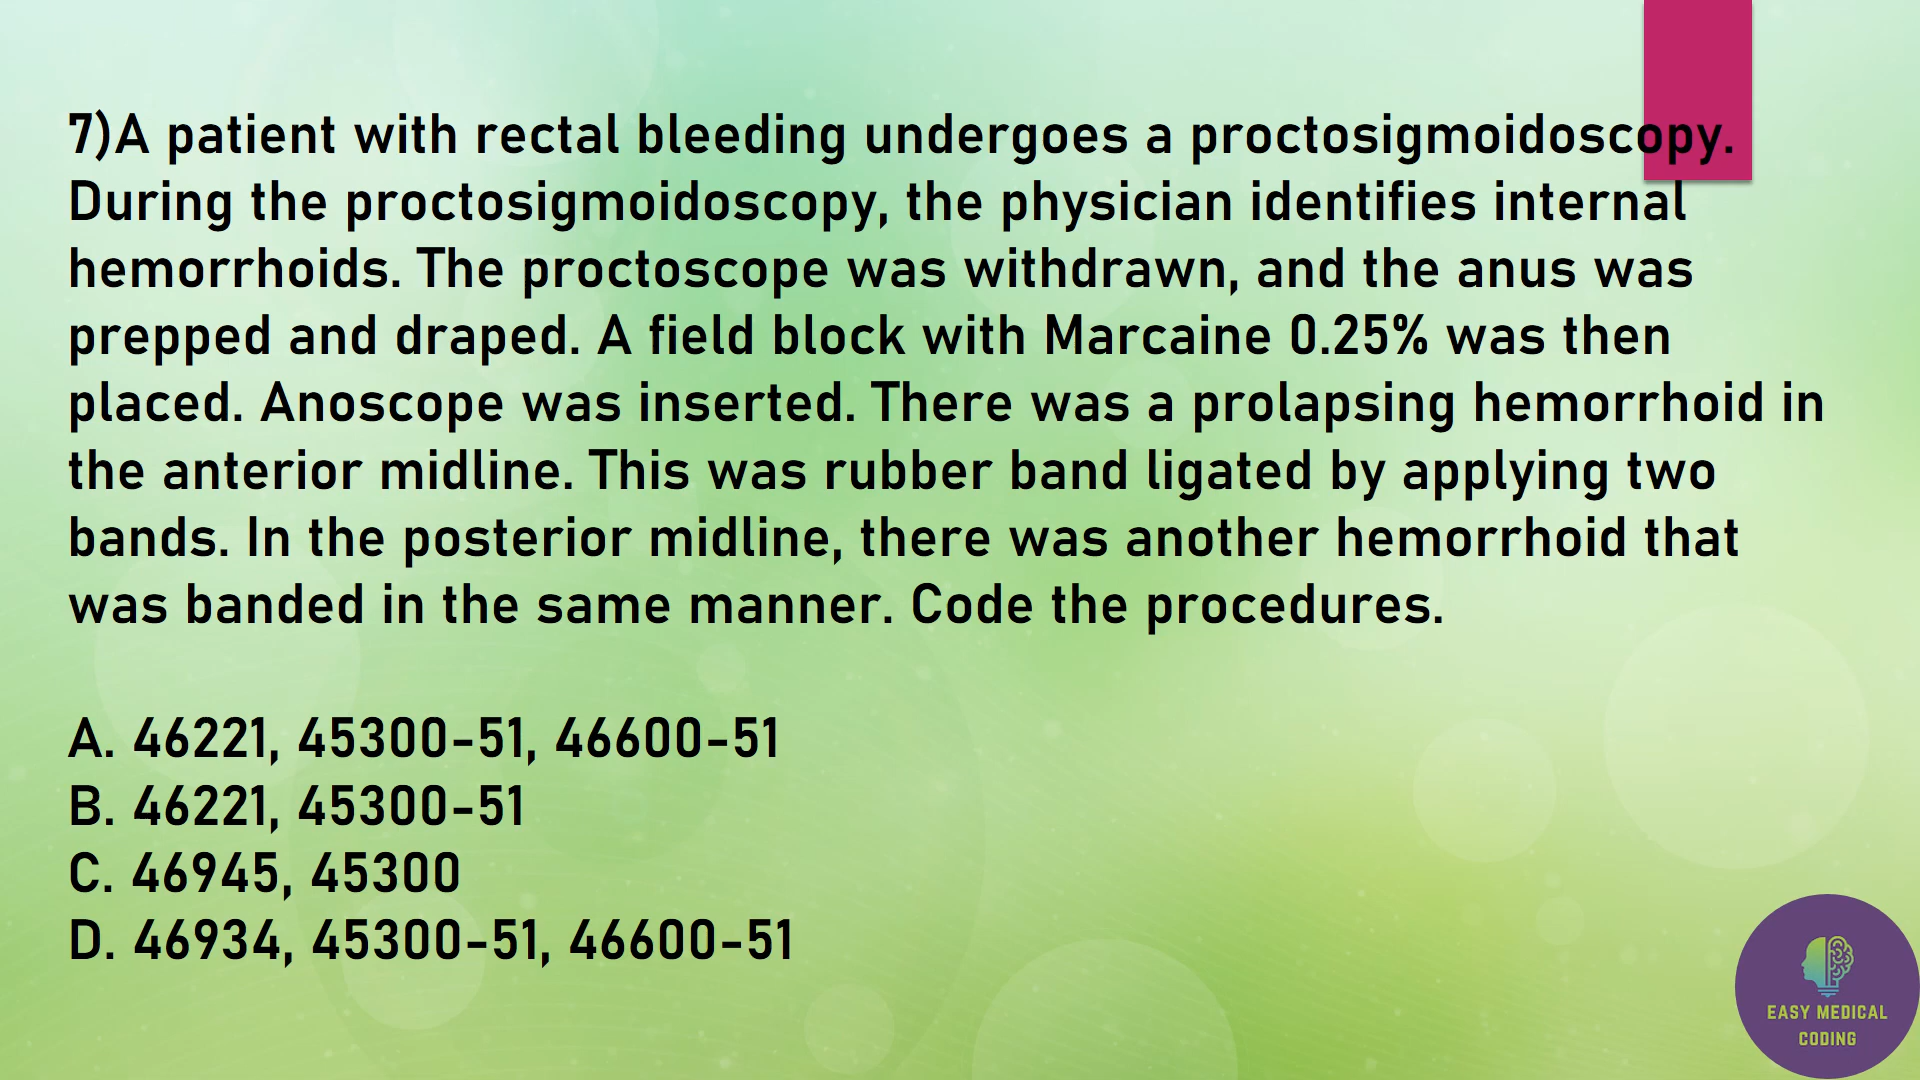 7)A patient with rectal bleeding undergoes a proctosigmoidoscopy.
During the proctosigmoidoscopy, the physician identifies internal
hemorrhoids. The proctoscope was withdrawn, and the anus was
prepped and draped. A field block with Marcaine 0.25% was then
placed. Anoscope was inserted. There was a prolapsing hemorrhoid in
the anterior midline. This was rubber band ligated by applying two
bands. In the posterior midline, there was another hemorrhoid that
was banded in the same manner. Code the procedures.
A. 46221, 45300-51, 46600-51
B. 46221, 45300-51
C. 46945, 45300
D. 46934, 45300-51, 46600-51
EASY MEDICAL
CODING